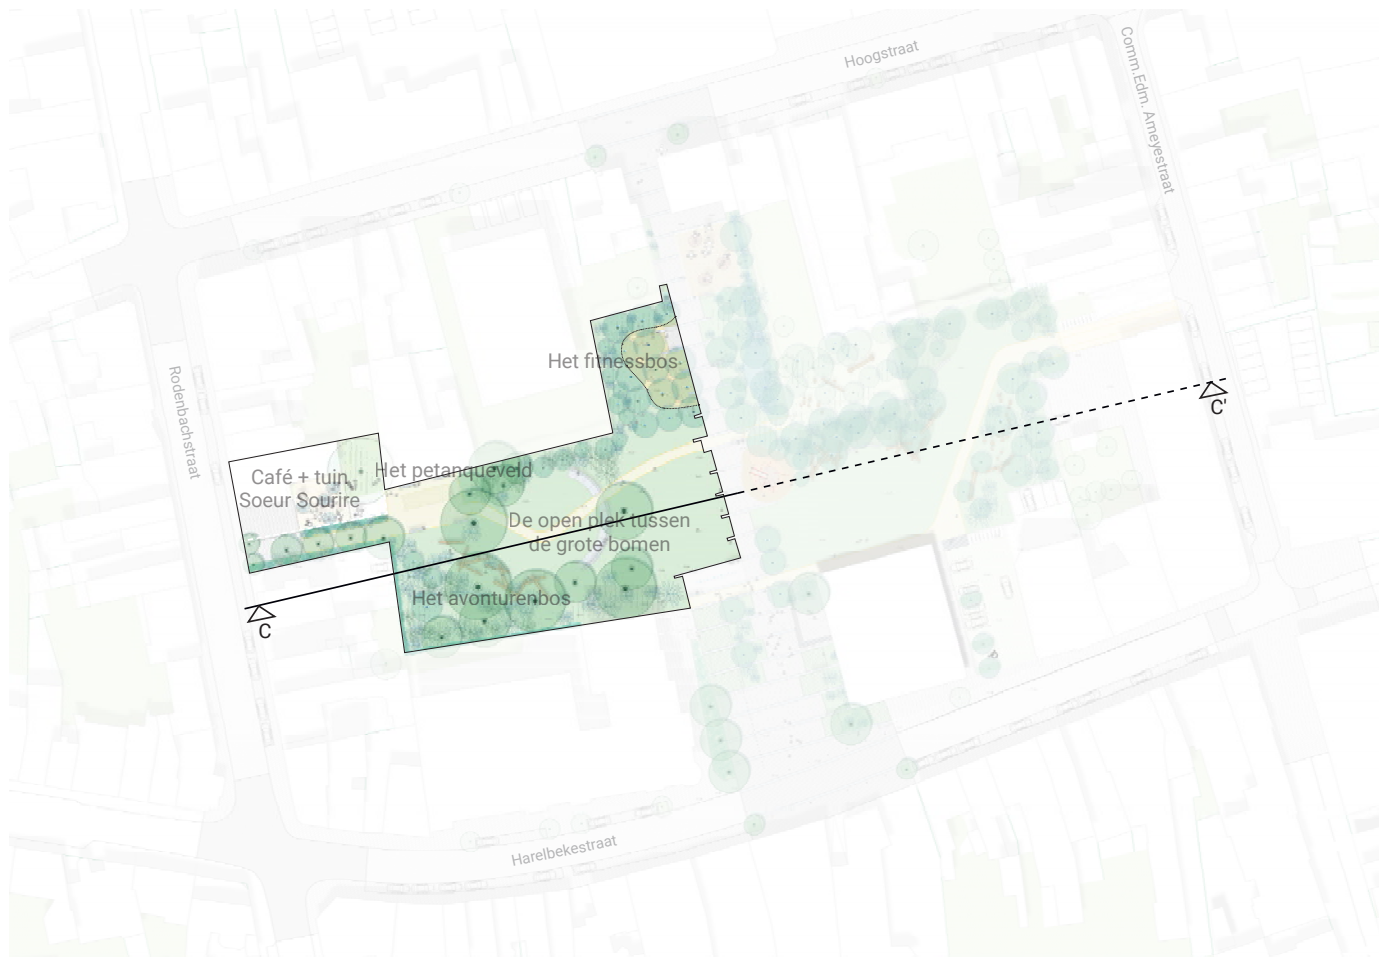 Hoogstraat
Comm.Edm. Ameyestraat
Rodenbachstraat
Het fitnessbos
C'
Café + tuin
Soeur Sourire
Het petanqueveld
De open plek tussen
de grote bomen
Het avonturenbos
C
Harelbekestraat